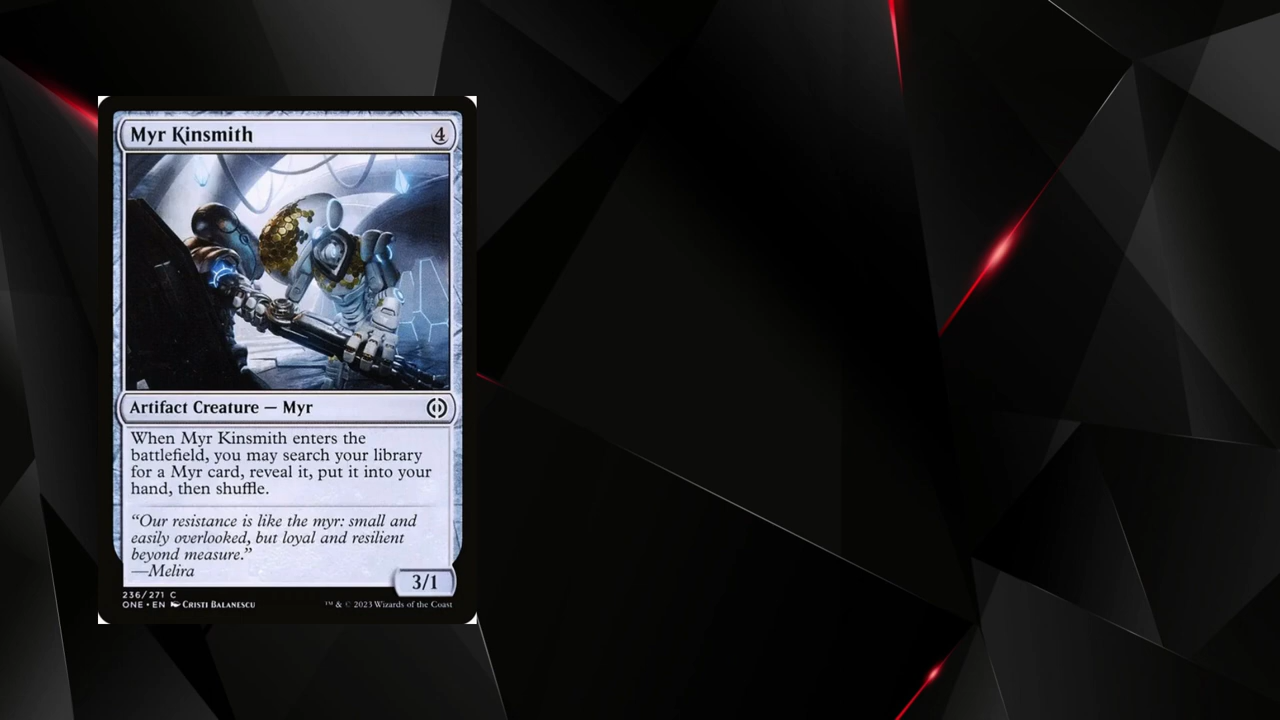 Myr Kinsmith 4
Artifact Creature — Myr
When Myr Kinsmith enters the
battlefield, you may search your library
for a Myr card, reveal it, put it into your
hand, then shuffle.
“Our resistance is like the myr: small and
easily overlooked, but loyal and resilient
beyond measure.”
—Melira
3/1
236/271 C
ONE • EN CRISTI BALANESCU
™ & © 2023 Wizards of the Coast